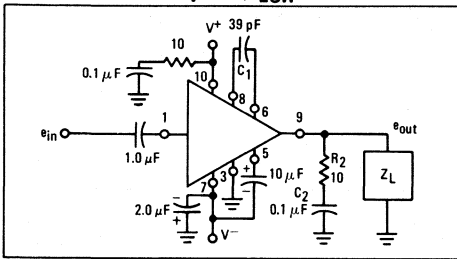 39 pF
V+
10
C1
0.1 μF
10
8
6
ein
1
9
eout
1.0 μF
5
3
7
+
10 μF
−
R2
10
ZL
−
2.0 μF
+
C2
0.1 μF
V−